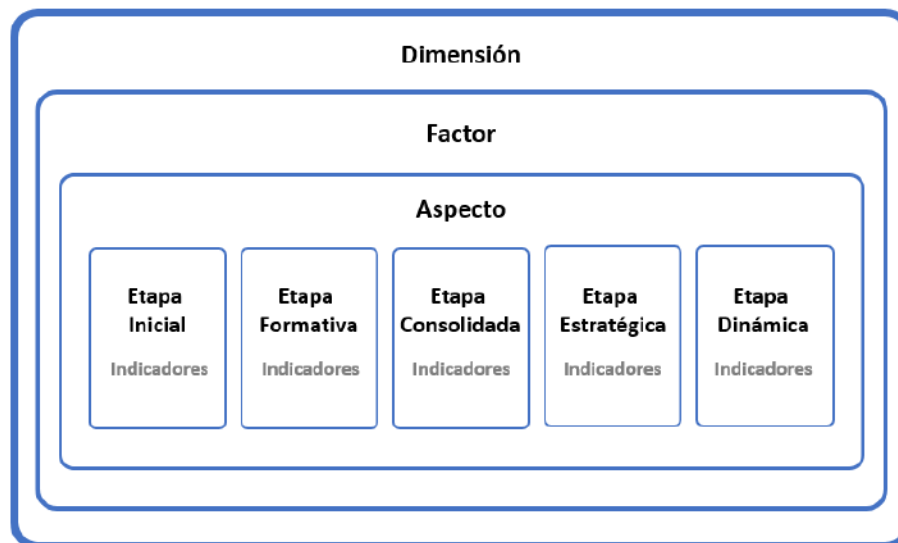 Dimensión
Factor
Aspecto
Etapa
Inicial
Indicadores
Etapa
Formativa
Indicadores
Etapa
Consolidada
Indicadores
Etapa
Estratégica
Indicadores
Etapa
Dinámica
Indicadores